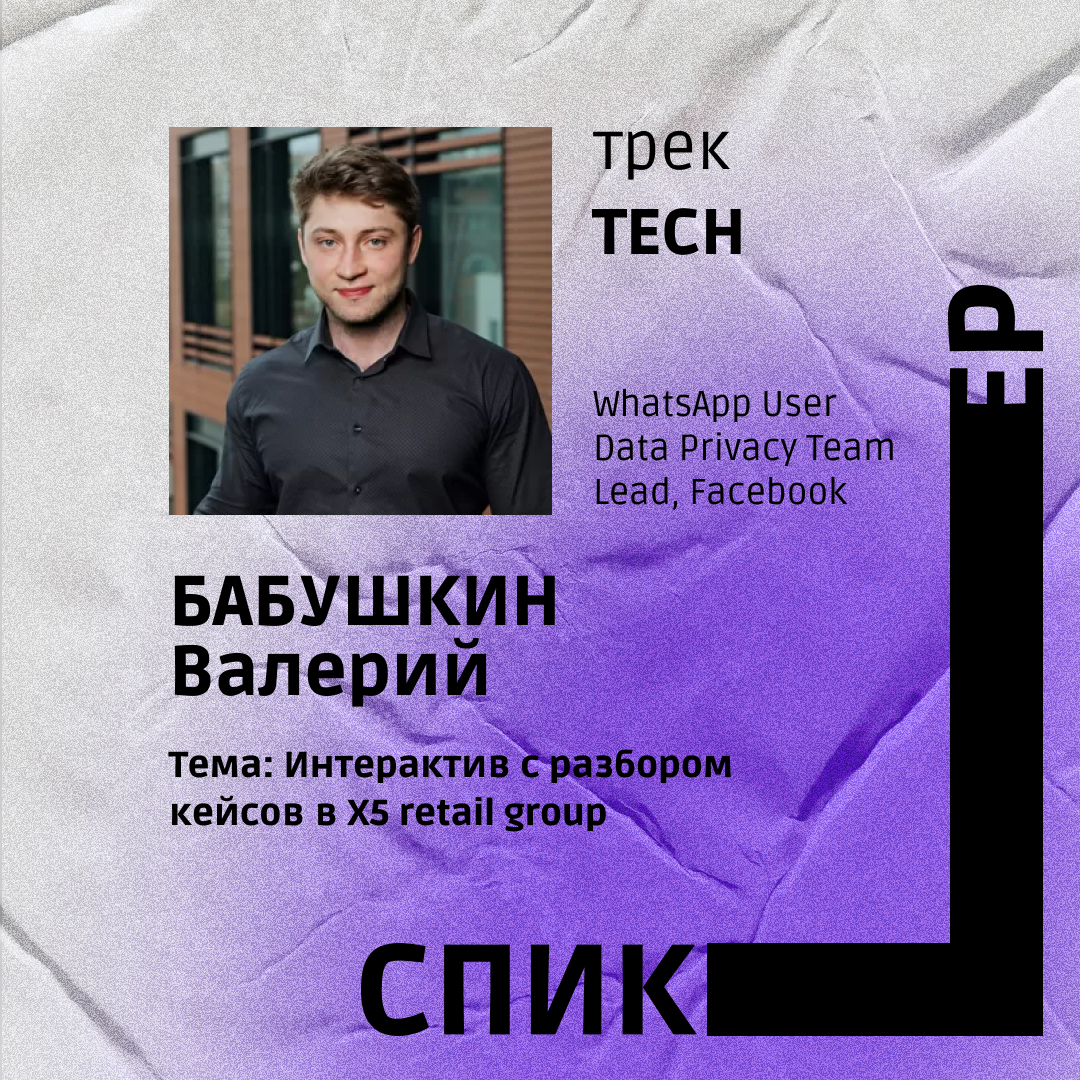 трек
TECH
WhatsApp User
Data Privacy Team
Lead, Facebook
БАБУШКИН
Валерий
Тема: Интерактив с разбором
кейсов в X5 retail group
СПИК
ЕР